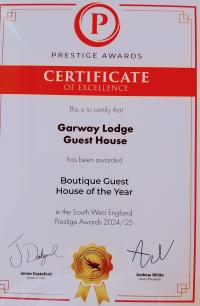 P
PRESTIGE AWARDS
CERTIFICATE
OF EXCELLENCE
This is to certify that
Garway Lodge
Guest House
has been awarded
Boutique Guest
House of the Year
in the South West England
Prestige Awards 2024/25
James Drakeford
Andrew White